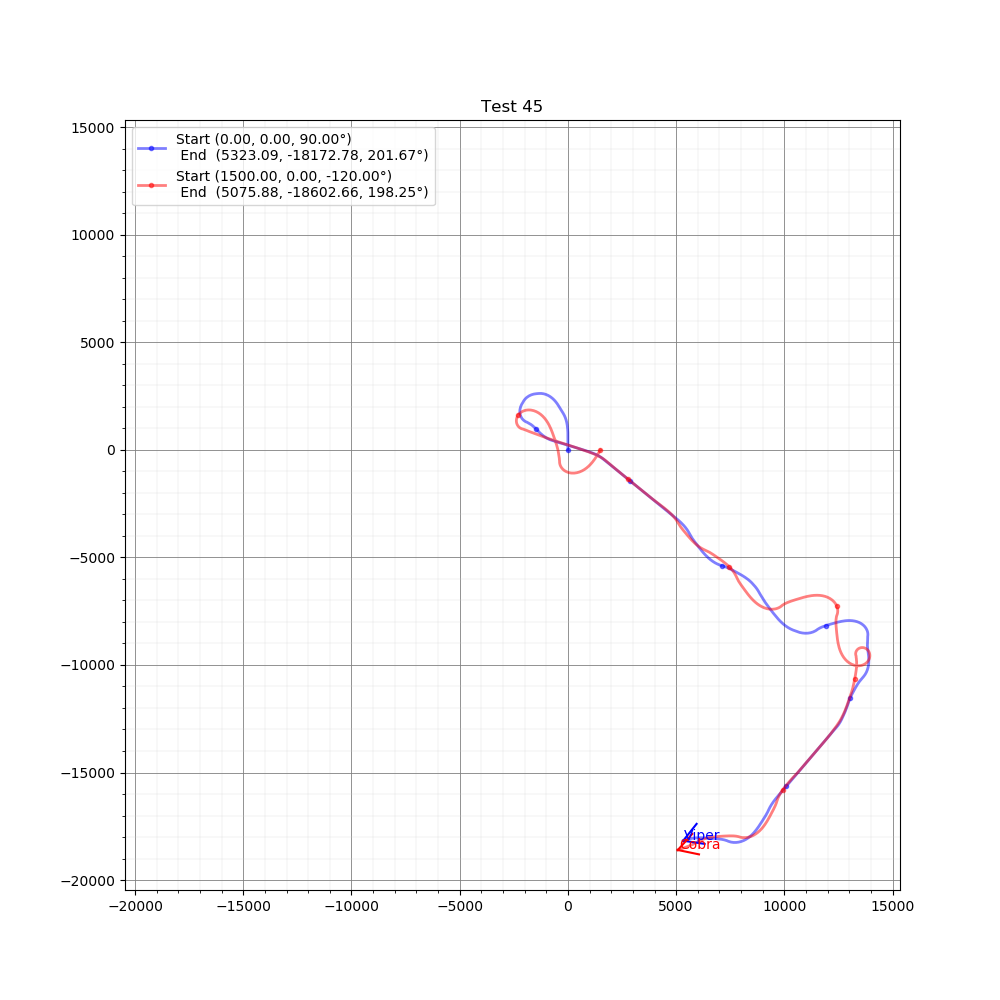 Test 45
Start (0.00, 0.00, 90.00°)
End (5323.09, -18172.78, 201.67°)
Start (1500.00, 0.00, -120.00°)
End (5075.88, -18602.66, 198.25°)
15000
10000
5000
0
−5000
−10000
−15000
−20000
Viper
Cobra
−20000 −15000 −10000 −5000 0 5000 10000 15000